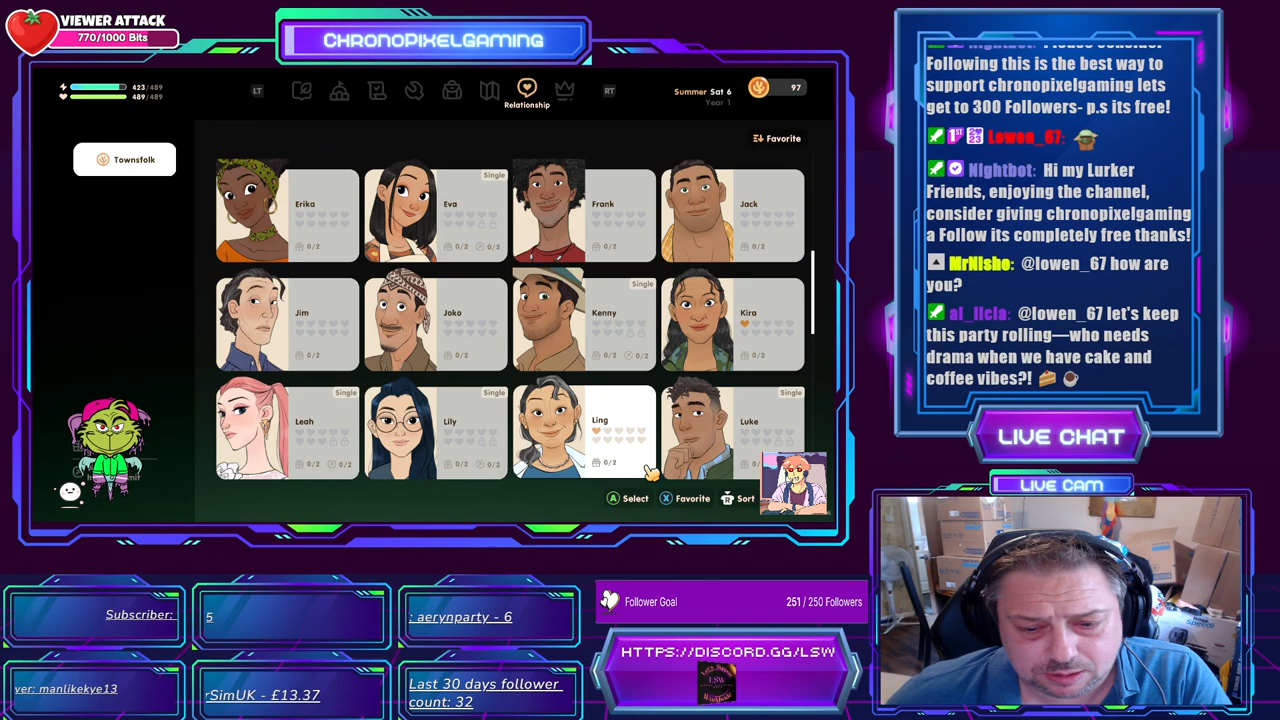 VIEWER ATTACK
770/1000 Bits
CHRONOPIXELGAMING
423/489
489/489
LT
Relationship
RT
Summer Sat 6
Year 1
97
Townsfolk
Favorite
Erika
0/2
Single
Eva
0/2
0/2
Frank
0/2
Jack
0/2
Jim
0/2
Joko
0/2
Single
Kenny
0/2
0/2
Kira
0/2
Single
Leah
0/2
0/2
Single
Lily
0/2
0/2
Ling
0/2
Single
Luke
0/2
A Select
X Favorite
Sort
Following this is the best way to
support chronopixelgaming lets
get to 300 Followers- p.s its free!
Lowen_67:
Nightbot: Hi my Lurker
Friends, enjoying the channel,
consider giving chronopixelgaming
a Follow its completely free thanks!
MrNisho: @lowen_67 how are
you?
ai_licia: @lowen_67 let's keep
this party rolling—who needs
drama when we have cake and
coffee vibes?!
LIVE CHAT
LIVE CAM
Subscriber:
5
: aerynparty - 6
Follower Goal
251 / 250 Followers
HTTPS://DISCORD.GG/LSW
LSW
ver: manlikekye13
rSimUK - £13.37
Last 30 days follower
count: 32